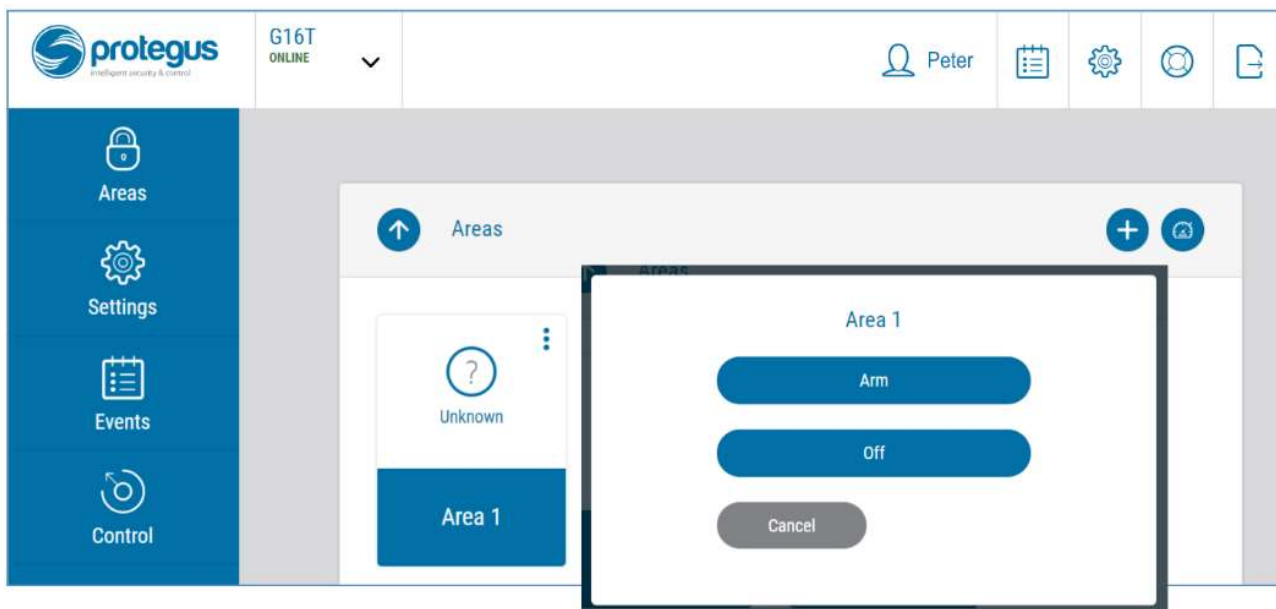 protegus
intelligent security & control
G16T
ONLINE
Peter
Areas
Settings
Events
Control
Areas
Areas
?
Unknown
Area 1
Area 1
Arm
Off
Cancel